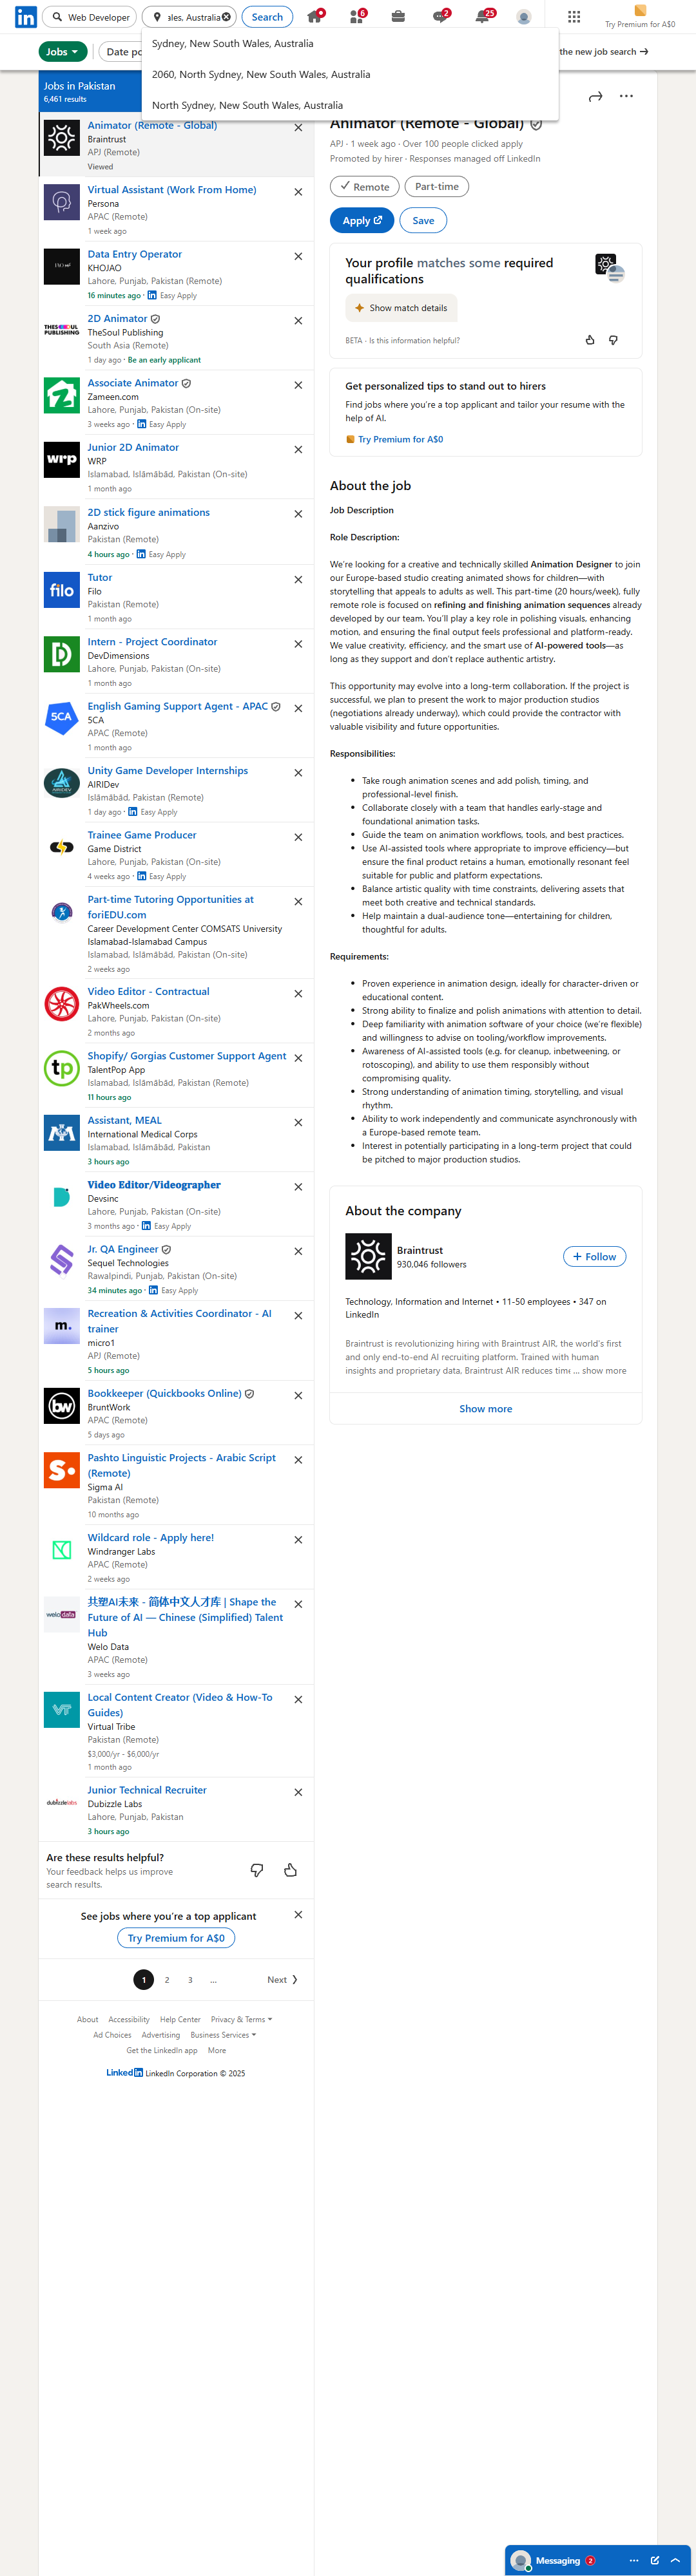 in
Web Developer
ales, Australia
Search
6
2
25
Try Premium for A$0
Sydney, New South Wales, Australia
2060, North Sydney, New South Wales, Australia
North Sydney, New South Wales, Australia
Jobs
Date po
the new job search →
Jobs in Pakistan
6,461 results
Animator (Remote - Global)
Braintrust
APJ (Remote)
Viewed
Virtual Assistant (Work From Home)
Persona
APAC (Remote)
1 week ago
Data Entry Operator
KHOJAO
Lahore, Punjab, Pakistan (Remote)
16 minutes ago · in Easy Apply
THESOUL
PUBLISHING
2D Animator
TheSoul Publishing
South Asia (Remote)
1 day ago · Be an early applicant
Associate Animator
Zameen.com
Lahore, Punjab, Pakistan (On-site)
3 weeks ago · in Easy Apply
wrp
Junior 2D Animator
WRP
Islamabad, Islāmābād, Pakistan (On-site)
1 month ago
2D stick figure animations
Aanzivo
Pakistan (Remote)
4 hours ago · in Easy Apply
filo
Tutor
Filo
Pakistan (Remote)
1 month ago
Intern - Project Coordinator
DevDimensions
Lahore, Punjab, Pakistan (On-site)
1 month ago
5CA
English Gaming Support Agent - APAC
5CA
APAC (Remote)
1 month ago
Unity Game Developer Internships
AIRIDev
Islāmābād, Pakistan (Remote)
1 day ago · in Easy Apply
Trainee Game Producer
Game District
Lahore, Punjab, Pakistan (On-site)
4 weeks ago · in Easy Apply
Part-time Tutoring Opportunities at
foriEDU.com
Career Development Center COMSATS University
Islamabad-Islamabad Campus
Islamabad, Islāmābād, Pakistan (On-site)
2 weeks ago
Video Editor - Contractual
PakWheels.com
Lahore, Punjab, Pakistan (On-site)
2 months ago
tp
Shopify/ Gorgias Customer Support Agent
TalentPop App
Islamabad, Islāmābād, Pakistan (Remote)
11 hours ago
Assistant, MEAL
International Medical Corps
Islamabad, Islāmābād, Pakistan
3 hours ago
𝐕𝐢𝐝𝐞𝐨 𝐄𝐝𝐢𝐭𝐨𝐫/𝐕𝐢𝐝𝐞𝐨𝐠𝐫𝐚𝐩𝐡𝐞𝐫
Devsinc
Lahore, Punjab, Pakistan (On-site)
3 months ago · in Easy Apply
Jr. QA Engineer
Sequel Technologies
Rawalpindi, Punjab, Pakistan (On-site)
34 minutes ago · in Easy Apply
m.
Recreation & Activities Coordinator - AI
trainer
micro1
APJ (Remote)
5 hours ago
bw
Bookkeeper (Quickbooks Online)
BruntWork
APAC (Remote)
5 days ago
S
Pashto Linguistic Projects - Arabic Script
(Remote)
Sigma AI
Pakistan (Remote)
10 months ago
Wildcard role - Apply here!
Windranger Labs
APAC (Remote)
2 weeks ago
welo data
共塑AI未来 - 简体中文人才库 | Shape the
Future of AI — Chinese (Simplified) Talent
Hub
Welo Data
APAC (Remote)
3 weeks ago
VT
Local Content Creator (Video & How-To
Guides)
Virtual Tribe
Pakistan (Remote)
$3,000/yr - $6,000/yr
1 month ago
dubizzle labs
Junior Technical Recruiter
Dubizzle Labs
Lahore, Punjab, Pakistan
3 hours ago
Are these results helpful?
Your feedback helps us improve
search results.
See jobs where you're a top applicant
Try Premium for A$0
1 2 3 … Next
About Accessibility Help Center Privacy & Terms
Ad Choices Advertising Business Services
Get the LinkedIn app More
Linkedin LinkedIn Corporation © 2025
Animator (Remote - Global)
APJ · 1 week ago · Over 100 people clicked apply
Promoted by hirer · Responses managed off LinkedIn
Remote
Part-time
Apply
Save
Your profile matches some required
qualifications
Show match details
BETA · Is this information helpful?
Get personalized tips to stand out to hirers
Find jobs where you're a top applicant and tailor your resume with the
help of AI.
Try Premium for A$0
About the job
Job Description
Role Description:
We're looking for a creative and technically skilled Animation Designer to join
our Europe-based studio creating animated shows for children—with
storytelling that appeals to adults as well. This part-time (20 hours/week), fully
remote role is focused on refining and finishing animation sequences already
developed by our team. You'll play a key role in polishing visuals, enhancing
motion, and ensuring the final output feels professional and platform-ready.
We value creativity, efficiency, and the smart use of AI-powered tools—as
long as they support and don't replace authentic artistry.
This opportunity may evolve into a long-term collaboration. If the project is
successful, we plan to present the work to major production studios
(negotiations already underway), which could provide the contractor with
valuable visibility and future opportunities.
Responsibilities:
• Take rough animation scenes and add polish, timing, and
professional-level finish.
• Collaborate closely with a team that handles early-stage and
foundational animation tasks.
• Guide the team on animation workflows, tools, and best practices.
• Use AI-assisted tools where appropriate to improve efficiency—but
ensure the final product retains a human, emotionally resonant feel
suitable for public and platform expectations.
• Balance artistic quality with time constraints, delivering assets that
meet both creative and technical standards.
• Help maintain a dual-audience tone—entertaining for children,
thoughtful for adults.
Requirements:
• Proven experience in animation design, ideally for character-driven or
educational content.
• Strong ability to finalize and polish animations with attention to detail.
• Deep familiarity with animation software of your choice (we're flexible)
and willingness to advise on tooling/workflow improvements.
• Awareness of AI-assisted tools (e.g. for cleanup, inbetweening, or
rotoscoping), and ability to use them responsibly without
compromising quality.
• Strong understanding of animation timing, storytelling, and visual
rhythm.
• Ability to work independently and communicate asynchronously with
a Europe-based remote team.
• Interest in potentially participating in a long-term project that could
be pitched to major production studios.
About the company
Braintrust
930,046 followers
+ Follow
Technology, Information and Internet • 11-50 employees • 347 on
LinkedIn
Braintrust is revolutionizing hiring with Braintrust AIR, the world's first
and only end-to-end AI recruiting platform. Trained with human
insights and proprietary data, Braintrust AIR reduces time … show more
Show more
Messaging 2